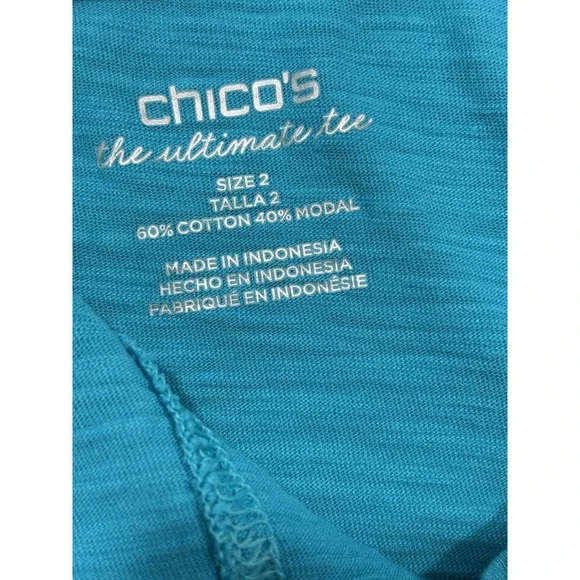 chico's
the ultimate tee
SIZE 2
TALLA 2
60% COTTON 40% MODAL
MADE IN INDONESIA
HECHO EN INDONESIA
FABRIQUÉ EN INDONÉSIE